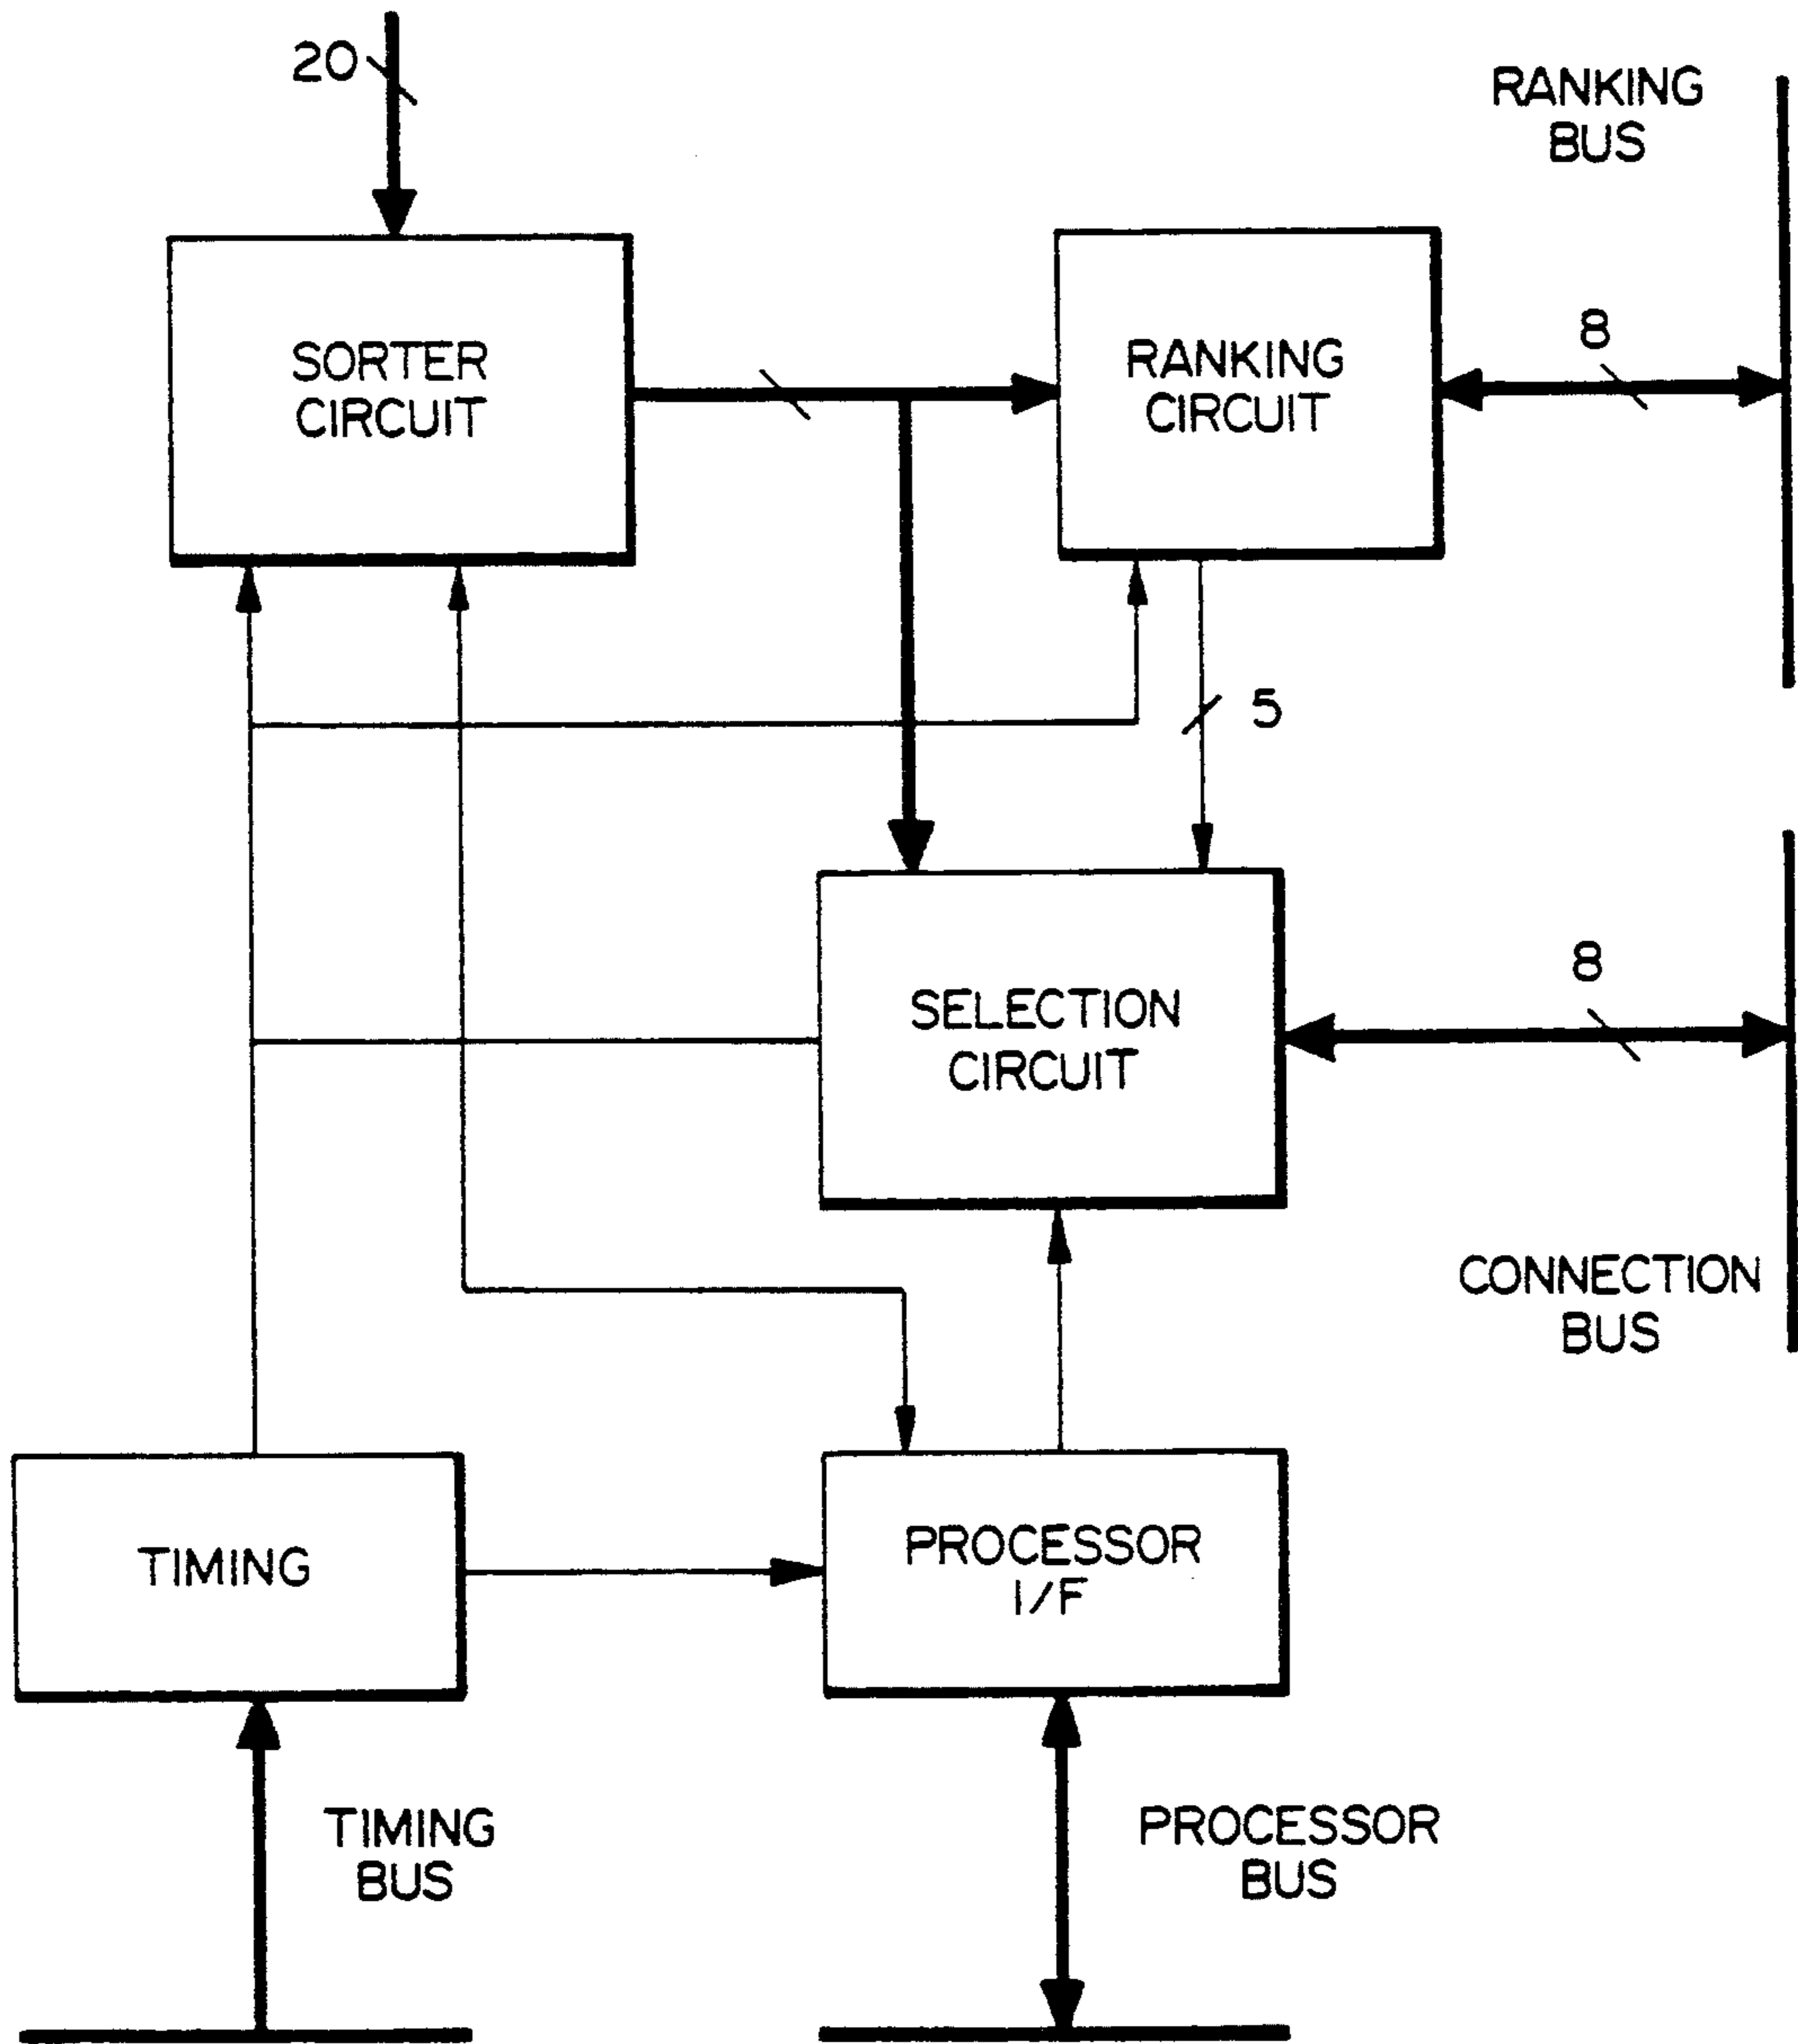 20
RANKING
BUS
SORTER
CIRCUIT
RANKING
CIRCUIT
8
5
SELECTION
CIRCUIT
8
CONNECTION
BUS
TIMING
PROCESSOR
I/F
TIMING
BUS
PROCESSOR
BUS